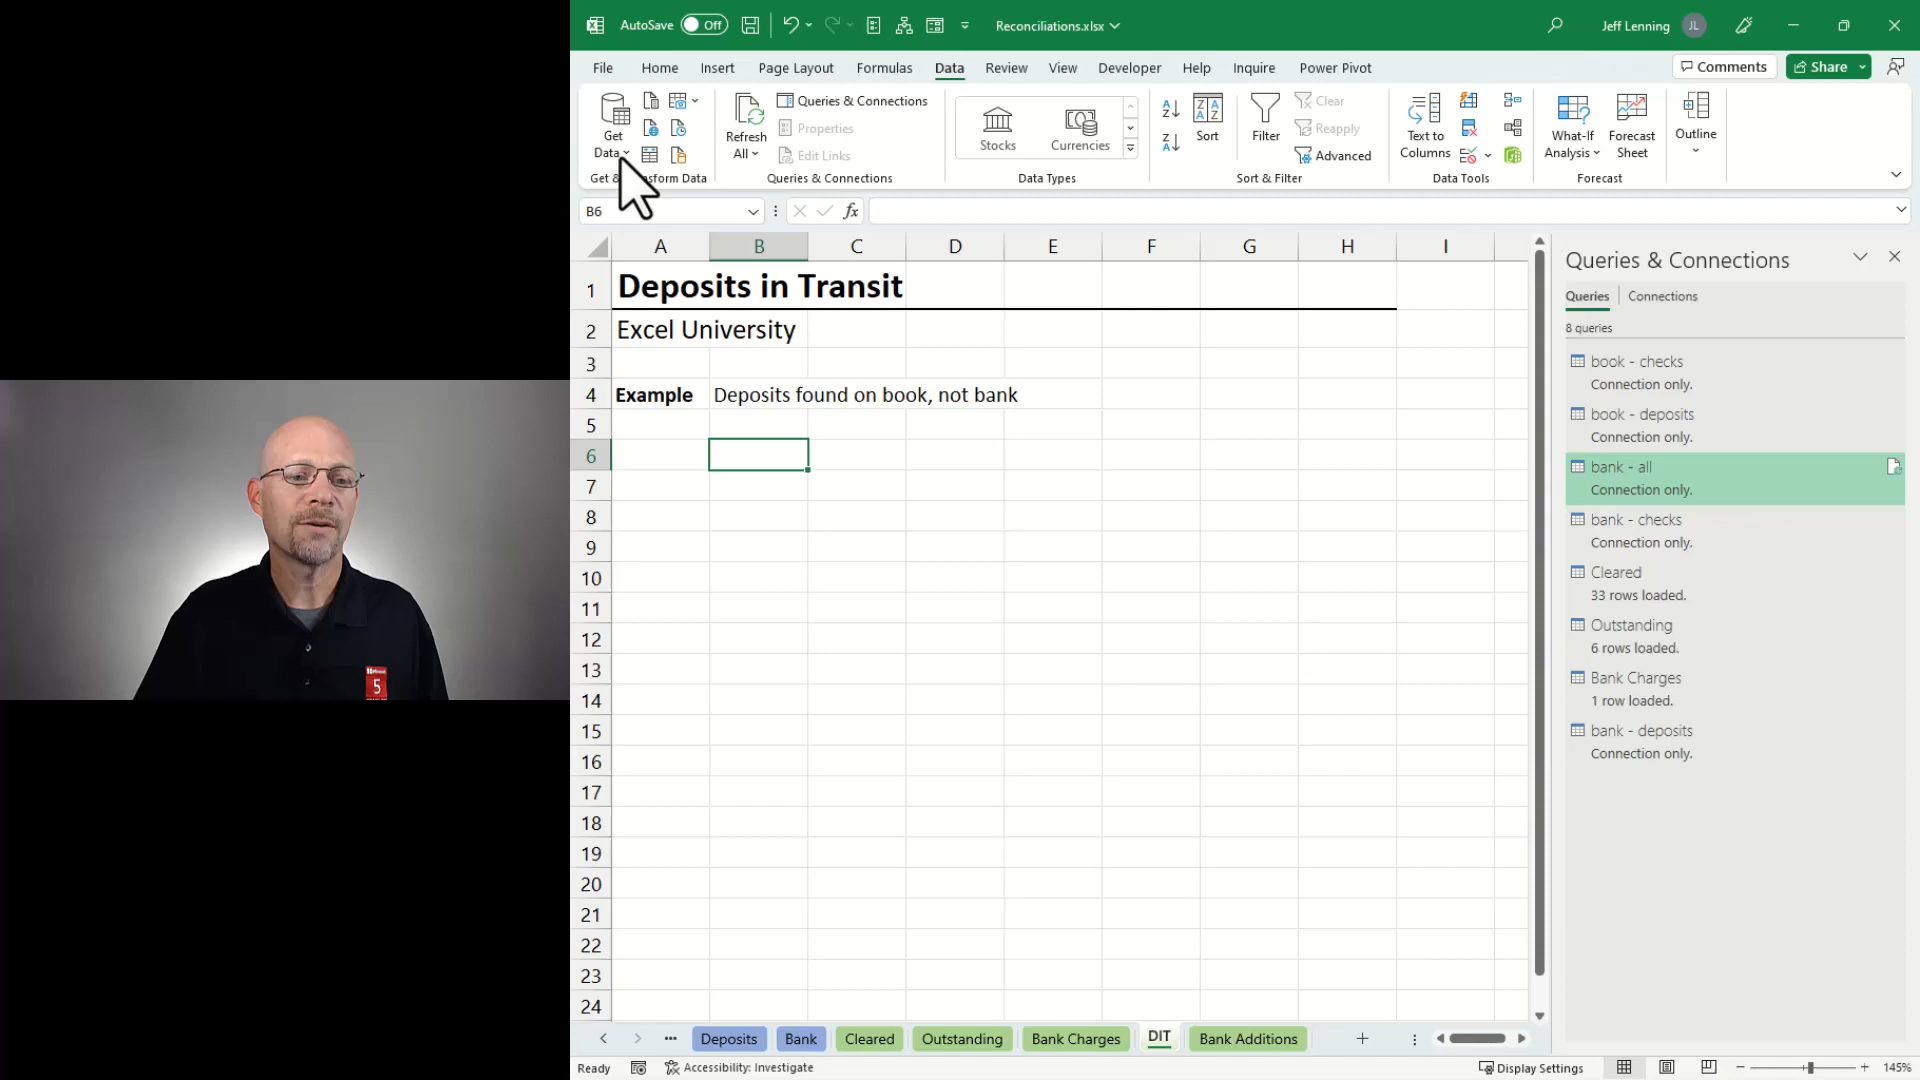 AutoSave Off Reconciliations.xlsx Jeff Lenning JL
File Home Insert Page Layout Formulas Data Review View Developer Help Inquire Power Pivot Comments Share
Get Data
Get & Transform Data
Refresh All
Queries & Connections
Properties
Edit Links
Queries & Connections
Stocks Currencies
Data Types
Sort
Filter
Clear
Reapply
Advanced
Sort & Filter
Text to Columns
Data Tools
What-If Analysis
Forecast Sheet
Forecast
Outline
B6 fx
A B C D E F G H I
1 Deposits in Transit
2 Excel University
3
4 Example Deposits found on book, not bank
5
6
7
8
9
10
11
12
13
14
15
16
17
18
19
20
21
22
23
24
Queries & Connections
Queries Connections
8 queries
book - checks
Connection only.
book - deposits
Connection only.
bank - all
Connection only.
bank - checks
Connection only.
Cleared
33 rows loaded.
Outstanding
6 rows loaded.
Bank Charges
1 row loaded.
bank - deposits
Connection only.
Deposits Bank Cleared Outstanding Bank Charges DIT Bank Additions
Ready Accessibility: Investigate Display Settings 145%
5